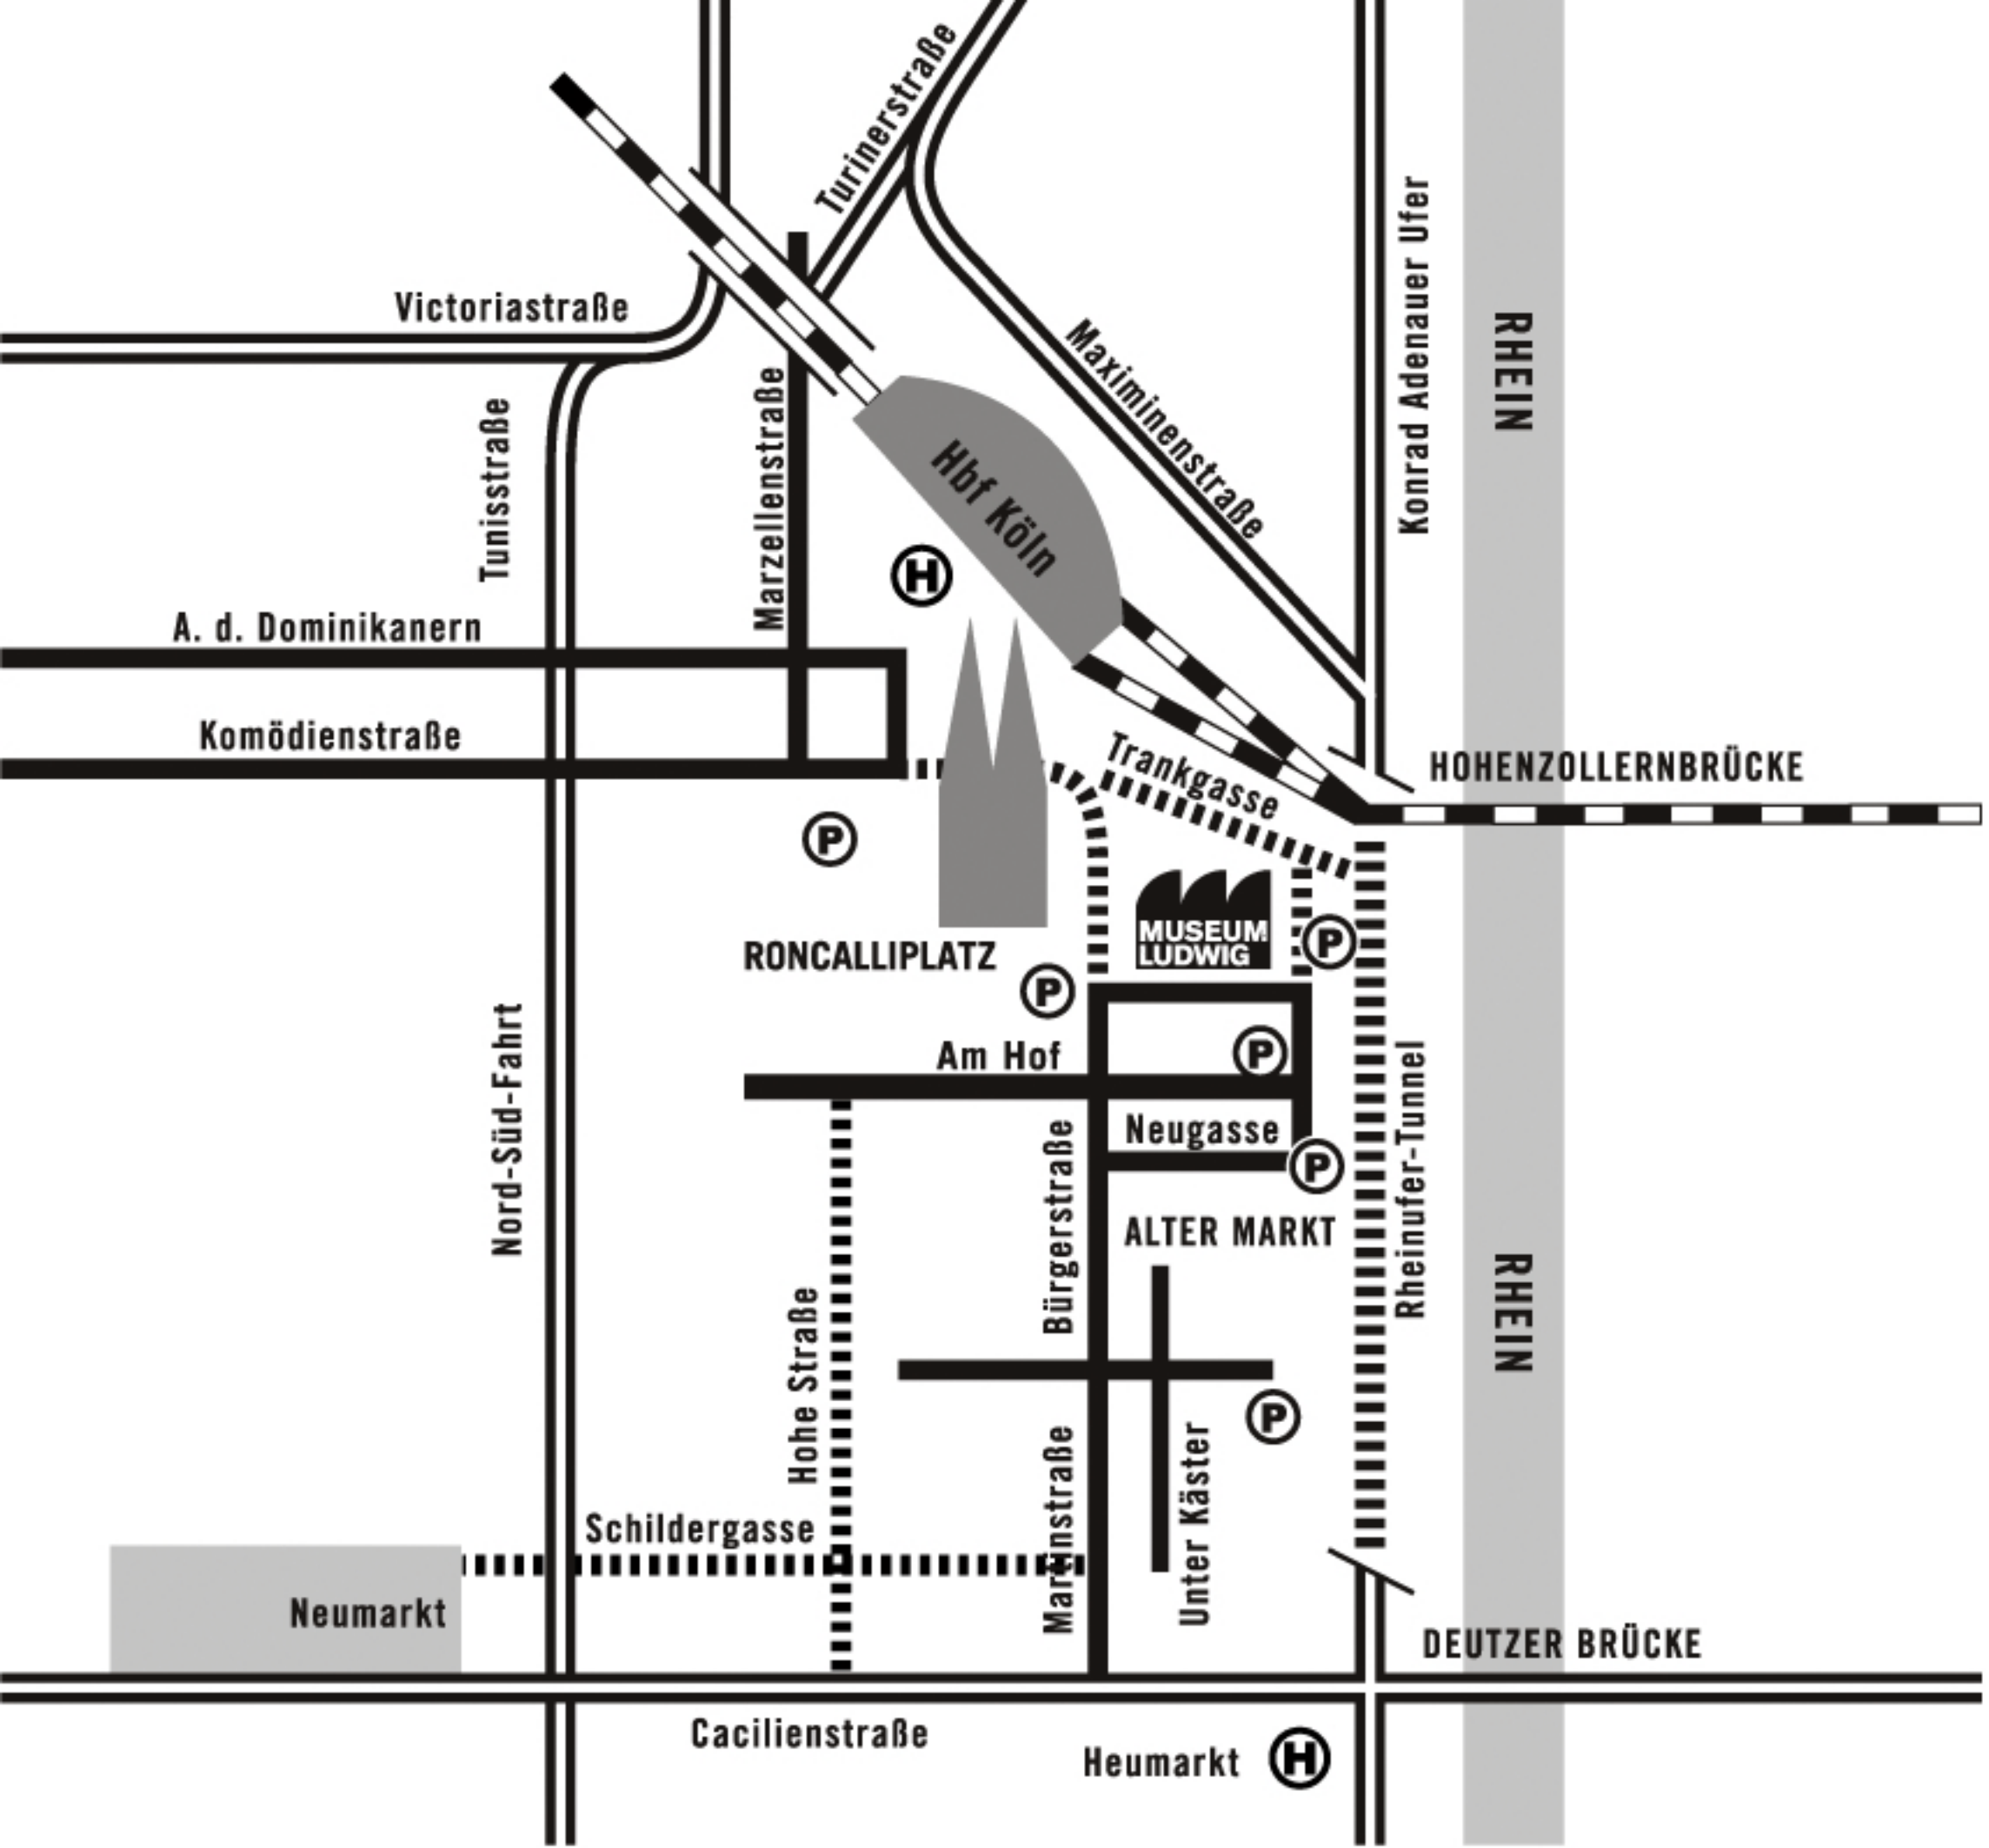 Turinerstraße
Victoriastraße
Konrad Adenauer Ufer
RHEIN
Maximinenstraße
Tunisstraße
Marzellenstraße
Hbf Köln
H
A. d. Dominikanern
Komödienstraße
Trankgasse
HOHENZOLLERNBRÜCKE
P
MUSEUM
LUDWIG
P
RONCALLIPLATZ
P
Am Hof
P
Nord-Süd-Fahrt
Neugasse
P
Bürgerstraße
Rheinufer-Tunnel
ALTER MARKT
RHEIN
Hohe Straße
P
Martinstraße
Unter Käster
Schildergasse
Neumarkt
DEUTZER BRÜCKE
Cacilienstraße
Heumarkt H